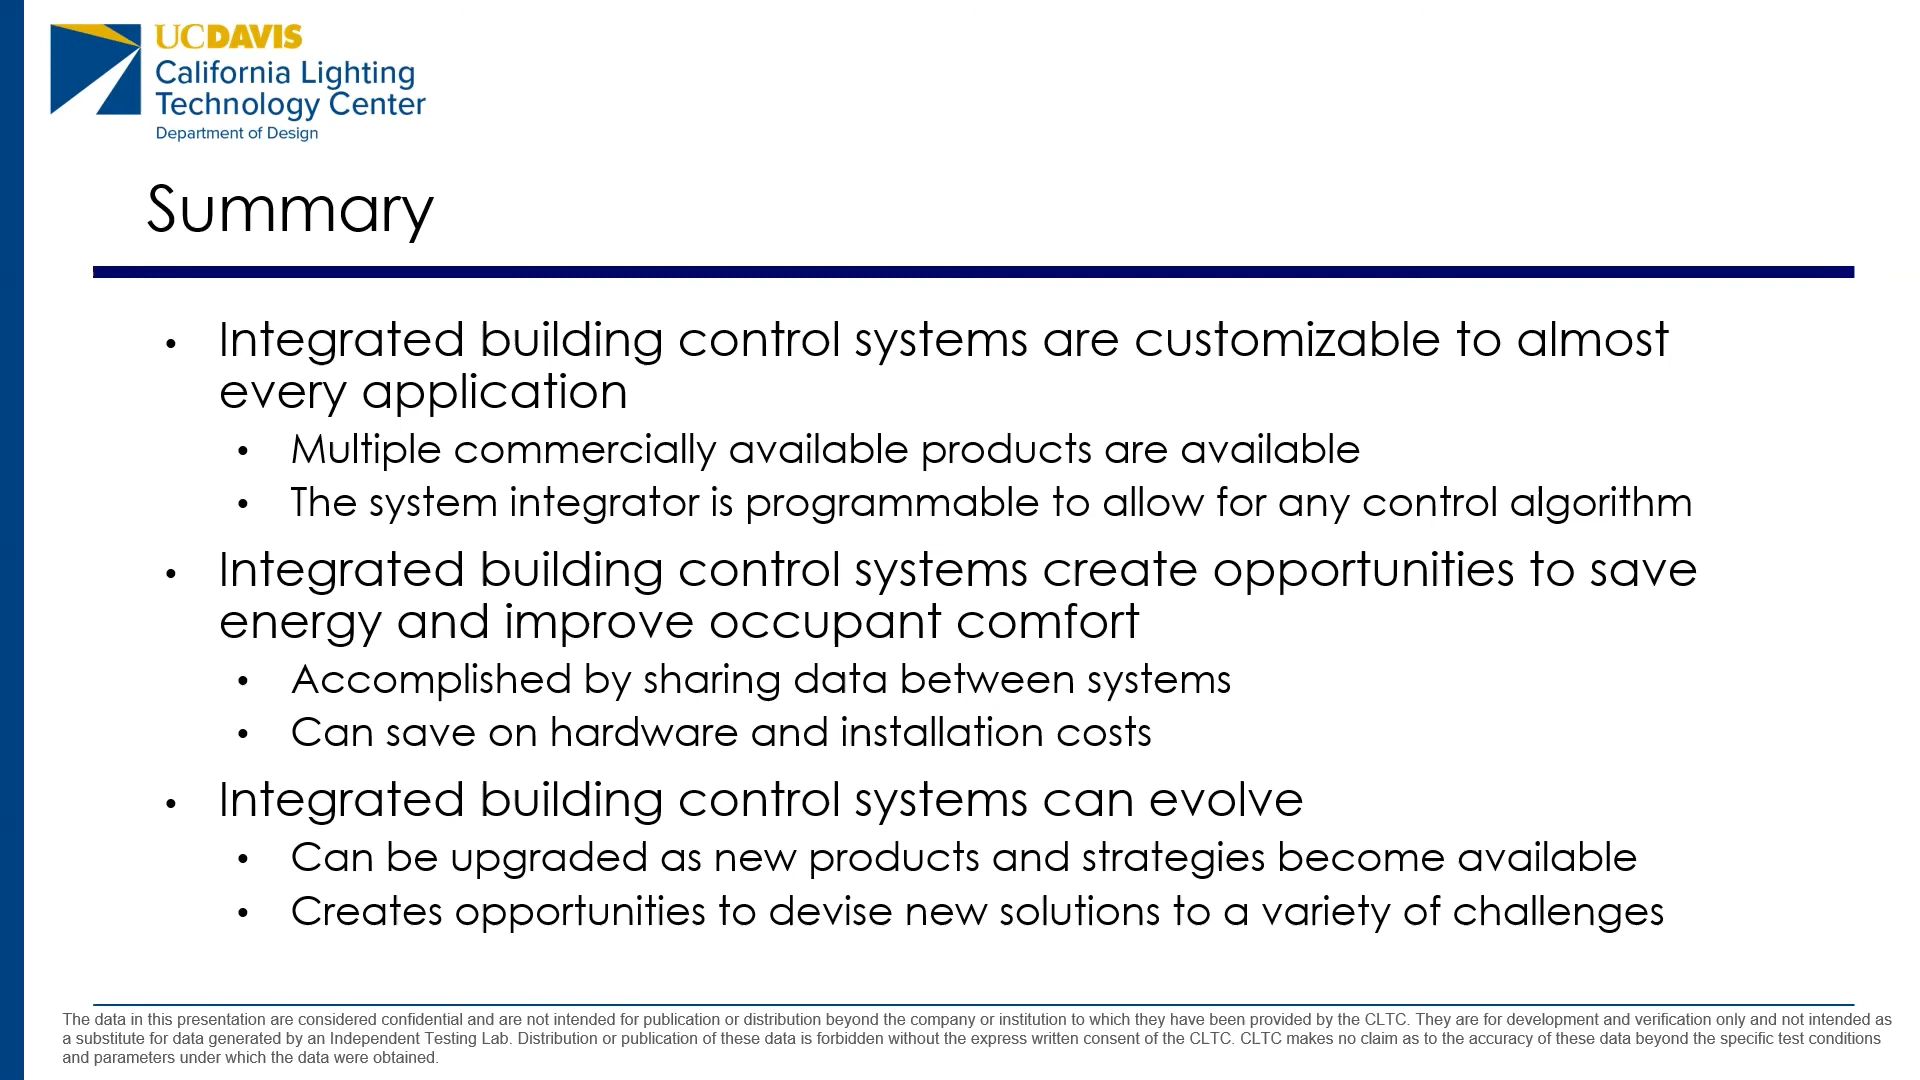 UCDAVIS
California Lighting
Technology Center
Department of Design
Summary
• Integrated building control systems are customizable to almost
every application
• Multiple commercially available products are available
• The system integrator is programmable to allow for any control algorithm
• Integrated building control systems create opportunities to save
energy and improve occupant comfort
• Accomplished by sharing data between systems
• Can save on hardware and installation costs
• Integrated building control systems can evolve
• Can be upgraded as new products and strategies become available
• Creates opportunities to devise new solutions to a variety of challenges
The data in this presentation are considered confidential and are not intended for publication or distribution beyond the company or institution to which they have been provided by the CLTC. They are for development and verification only and not intended as
a substitute for data generated by an Independent Testing Lab. Distribution or publication of these data is forbidden without the express written consent of the CLTC. CLTC makes no claim as to the accuracy of these data beyond the specific test conditions
and parameters under which the data were obtained.